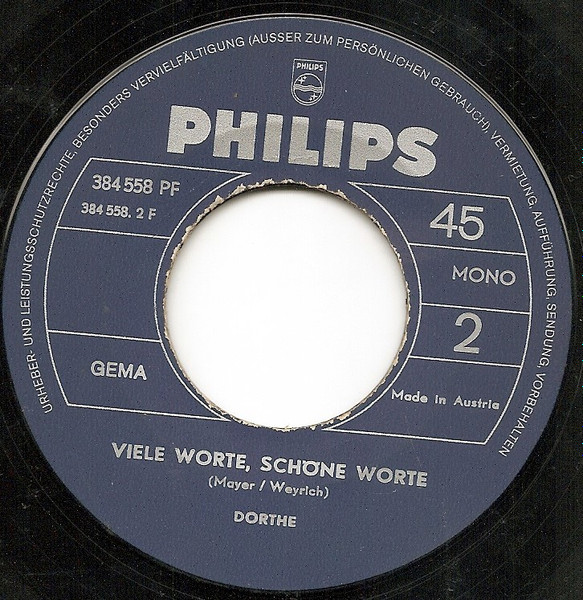 URHEBER- UND LEISTUNGSSCHUTZRECHTE, BESONDERS VERVIELFÄLTIGUNG (AUSSER ZUM PERSÖNLICHEN GEBRAUCH), VERMIETUNG, AUFFÜHRUNG, SENDUNG, VORBEHALTEN
PHILIPS
PHILIPS
384 558 PF
384 558. 2 F
45
MONO
2
GEMA
Made in Austria
VIELE WORTE, SCHÖNE WORTE
(Mayer / Weyrich)
DORTHE